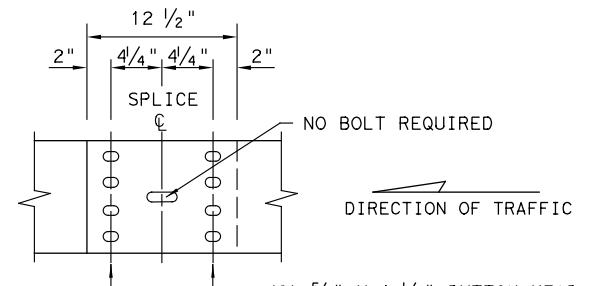 12 1/2"
2" 4 1/4" 4 1/4" 2"
SPLICE
℄
NO BOLT REQUIRED
DIRECTION OF TRAFFIC